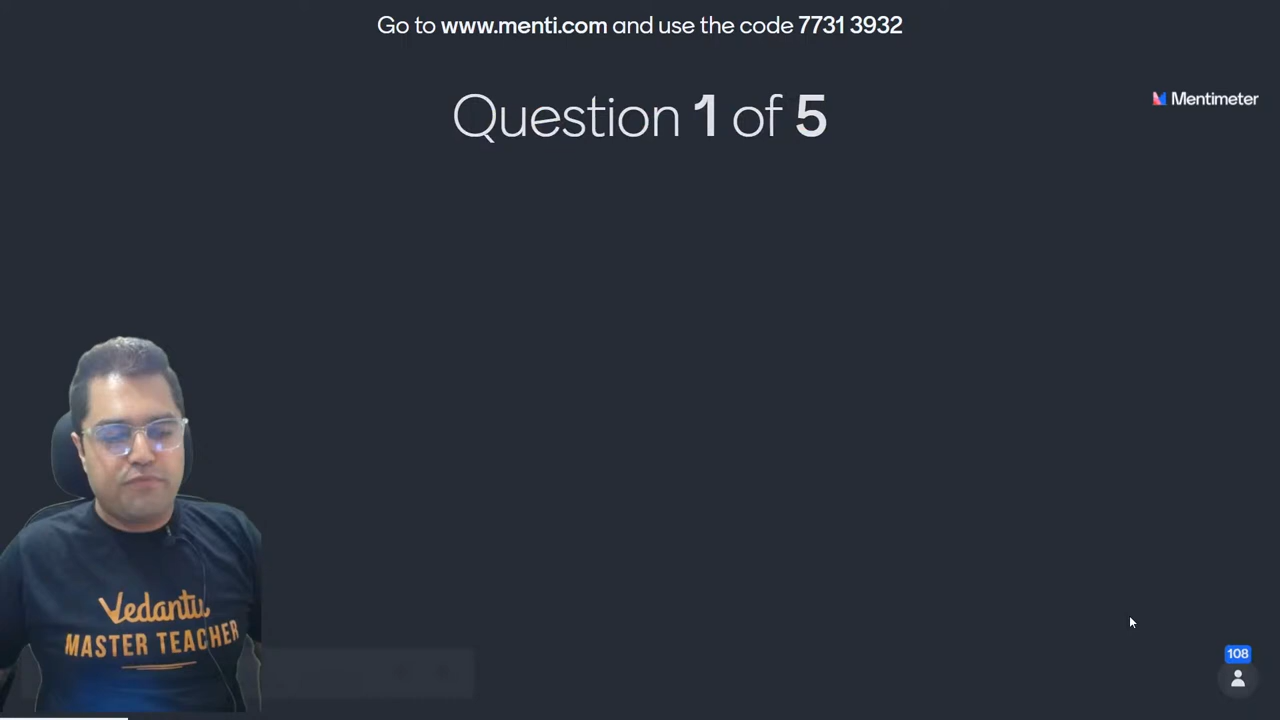 Go to www.menti.com and use the code 7731 3932
Mentimeter
Question 1 of 5
Vedantu
MASTER TEACHER
108